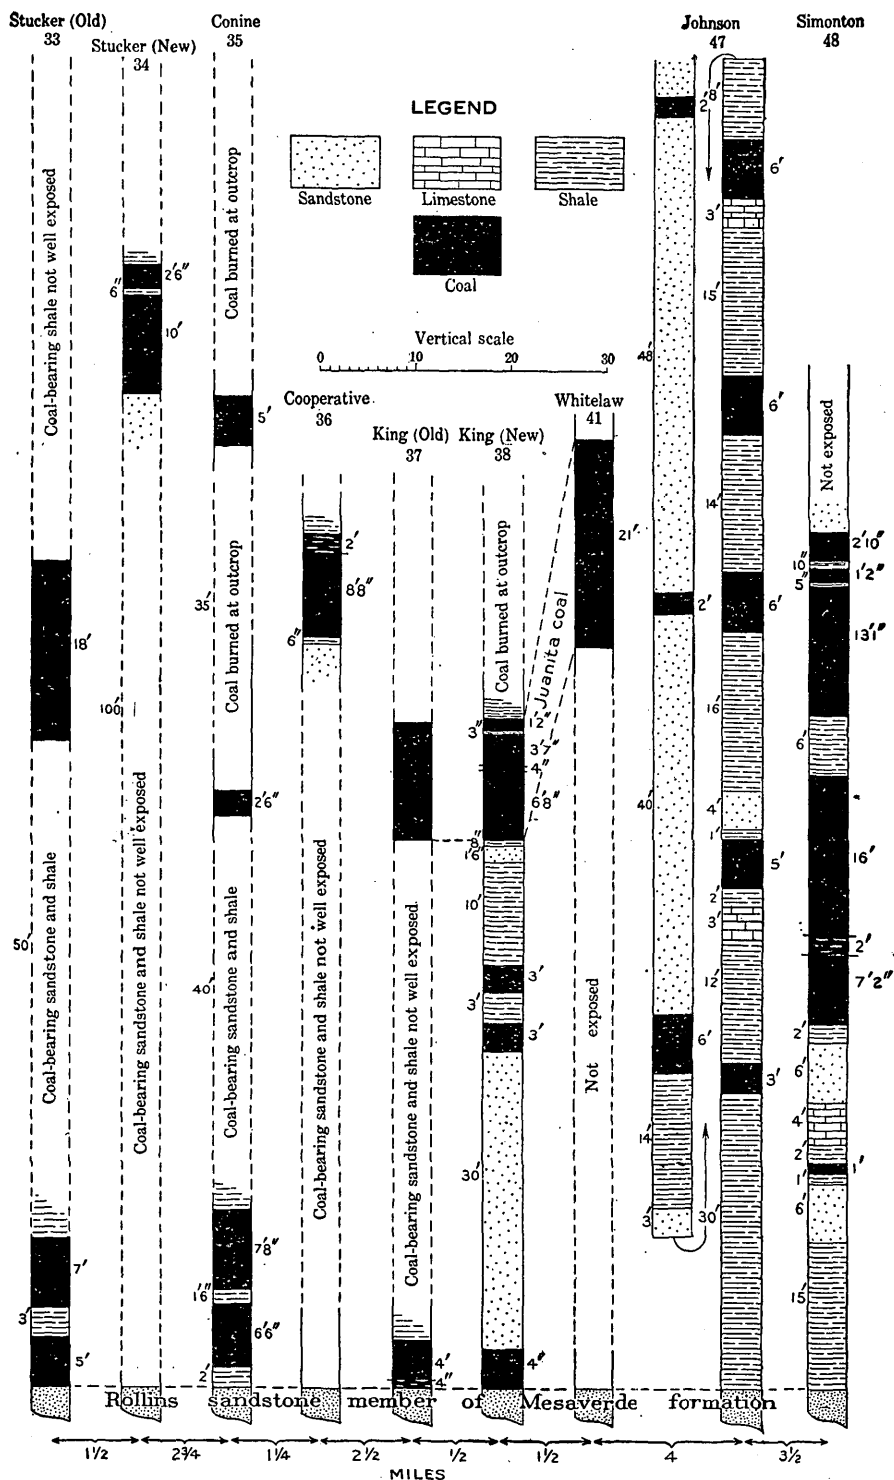 Stucker (Old)
33
Stucker (New)
34
Conine
35
Johnson
47
Simonton
48
LEGEND
Sandstone
Limestone
Shale
Coal
Vertical scale
0 10 20 30
Cooperative
36
King (Old)
37
King (New)
38
Whitelaw
41
Coal-bearing shale not well exposed
18'
50'
Coal-bearing sandstone and shale
7'
3'
5'
2'6"
6"
10'
100'
Coal-bearing sandstone and shale not well exposed
Coal burned at outcrop
5'
35'
Coal burned at outcrop
2'6"
40'
Coal-bearing sandstone and shale
7'8"
1'6"
6'6"
2'
2'
8'8"
6"
Coal-bearing sandstone and shale not well exposed
Coal-bearing sandstone and shale not well exposed
4'
4"
Coal burned at outcrop
1'2"
3"
3'7"
4"
6'8"
8"
1'6"
10'
3'
3'
3'
30'
4"
Juanita coal
21'
Not exposed
2'
48'
2'
40'
6'
14'
3'
8'
6'
3'
15'
6'
14'
6'
16'
4'
1'
5'
2'
3'
12'
3'
30'
Not exposed
2'10"
10"
1'2"
5"
13'1"
6'
16'
2"
7'2"
2'
6'
4'
2'
1'
1'
6'
15'
Rollins sandstone member of Mesaverde formation
1½ 2¾ 1¼ 2½ ½ 1½ 4 3½
MILES